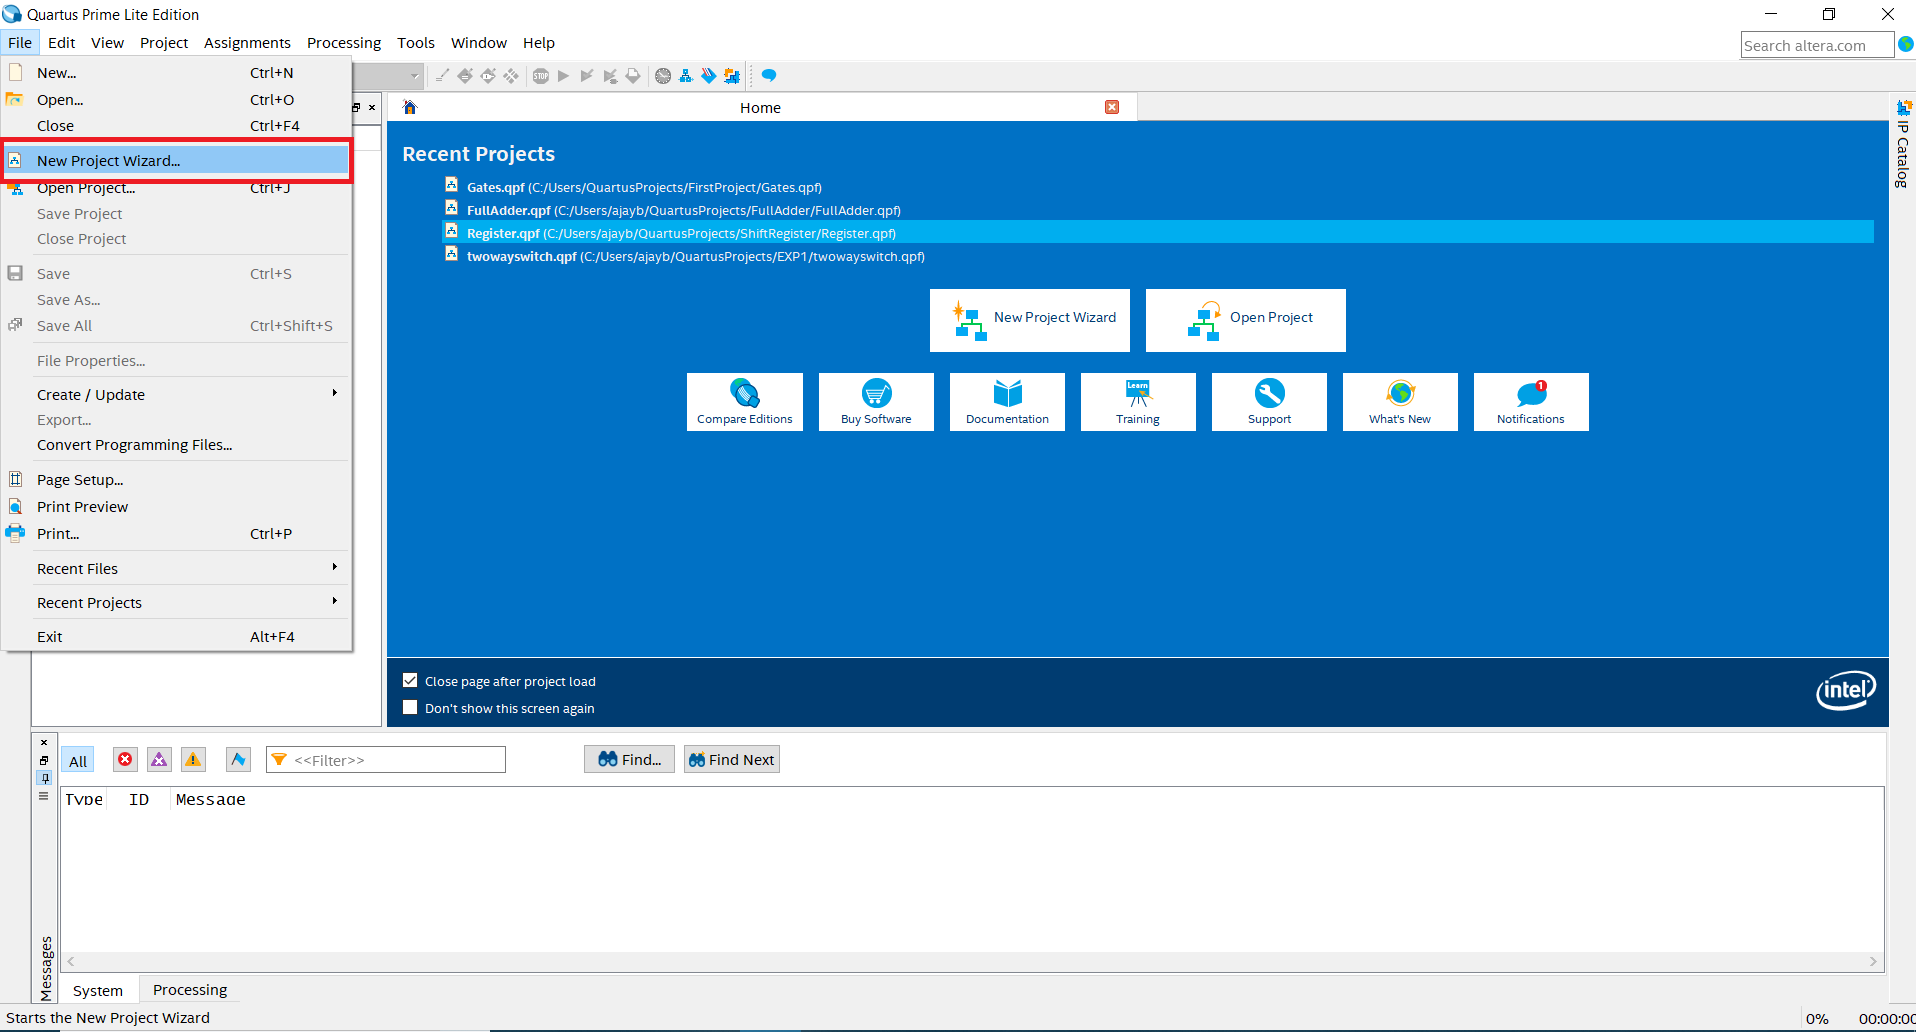 Quartus Prime Lite Edition
File Edit View Project Assignments Processing Tools Window Help
Search altera.com
New... Ctrl+N
Open... Ctrl+O
Close Ctrl+F4
New Project Wizard...
Open Project... Ctrl+J
Save Project
Close Project
Save Ctrl+S
Save As...
Save All Ctrl+Shift+S
File Properties...
Create / Update
Export...
Convert Programming Files...
Page Setup...
Print Preview
Print... Ctrl+P
Recent Files
Recent Projects
Exit Alt+F4
STOP
Home
IP Catalog
Recent Projects
Gates.qpf (C:/Users/QuartusProjects/FirstProject/Gates.qpf)
FullAdder.qpf (C:/Users/ajayb/QuartusProjects/FullAdder/FullAdder.qpf)
Register.qpf (C:/Users/ajayb/QuartusProjects/ShiftRegister/Register.qpf)
twowayswitch.qpf (C:/Users/ajayb/QuartusProjects/EXP1/twowayswitch.qpf)
New Project Wizard
Open Project
Compare Editions
Buy Software
Documentation
Learn
Training
Support
What's New
1
Notifications
Close page after project load
Don't show this screen again
intel
All
<<Filter>>
Find...
Find Next
Type ID Message
Messages
System Processing
Starts the New Project Wizard
0% 00:00:00